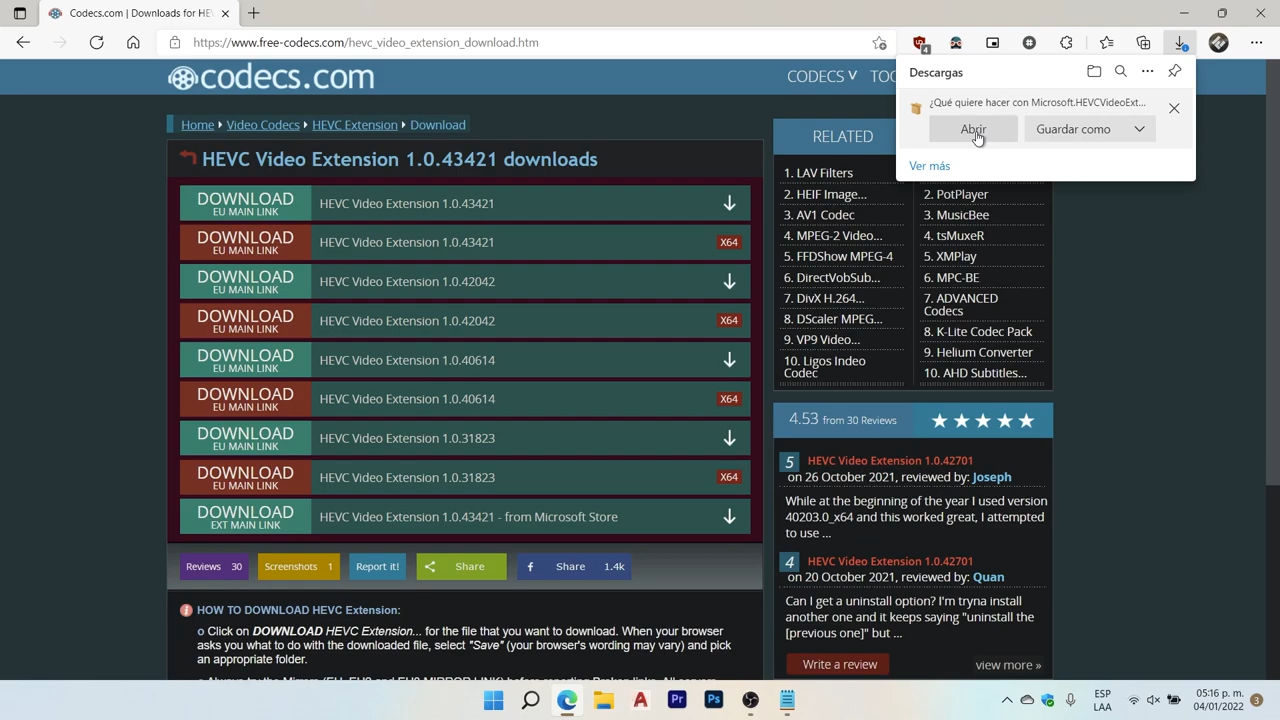 Codecs.com | Downloads for HE
https://www.free-codecs.com/hevc_video_extension_download.htm
4
codecs.com
CODECS
TOO
Descargas
¿Qué quiere hacer con Microsoft.HEVCVideoExt...
Abrir
Guardar como
Ver más
Home
Video Codecs
HEVC Extension
Download
HEVC Video Extension 1.0.43421 downloads
DOWNLOAD
EU MAIN LINK
HEVC Video Extension 1.0.43421
DOWNLOAD
EU MAIN LINK
HEVC Video Extension 1.0.43421
X64
DOWNLOAD
EU MAIN LINK
HEVC Video Extension 1.0.42042
DOWNLOAD
EU MAIN LINK
HEVC Video Extension 1.0.42042
X64
DOWNLOAD
EU MAIN LINK
HEVC Video Extension 1.0.40614
DOWNLOAD
EU MAIN LINK
HEVC Video Extension 1.0.40614
X64
DOWNLOAD
EU MAIN LINK
HEVC Video Extension 1.0.31823
DOWNLOAD
EU MAIN LINK
HEVC Video Extension 1.0.31823
X64
DOWNLOAD
EXT MAIN LINK
HEVC Video Extension 1.0.43421 - from Microsoft Store
Reviews 30
Screenshots 1
Report it!
Share
Share 1.4k
HOW TO DOWNLOAD HEVC Extension:
o Click on DOWNLOAD HEVC Extension... for the file that you want to download. When your browser
asks you what to do with the downloaded file, select "Save" (your browser's wording may vary) and pick
an appropriate folder.
RELATED
1. LAV Filters
2. HEIF Image...
3. AV1 Codec
4. MPEG-2 Video...
5. FFDShow MPEG-4
6. DirectVobSub...
7. DivX H.264...
8. DScaler MPEG...
9. VP9 Video...
10. Ligos Indeo
Codec
2. PotPlayer
3. MusicBee
4. tsMuxeR
5. XMPlay
6. MPC-BE
7. ADVANCED
Codecs
8. K-Lite Codec Pack
9. Helium Converter
10. AHD Subtitles...
4.53 from 30 Reviews
5 HEVC Video Extension 1.0.42701
on 26 October 2021, reviewed by: Joseph
While at the beginning of the year I used version
40203.0_x64 and this worked great, I attempted
to use ...
4 HEVC Video Extension 1.0.42701
on 20 October 2021, reviewed by: Quan
Can I get a uninstall option? I'm tryna install
another one and it keeps saying "uninstall the
[previous one]" but ...
Write a review
view more »
A
Pr
Ps
ESP
LAA
05:16 p. m.
04/01/2022
3